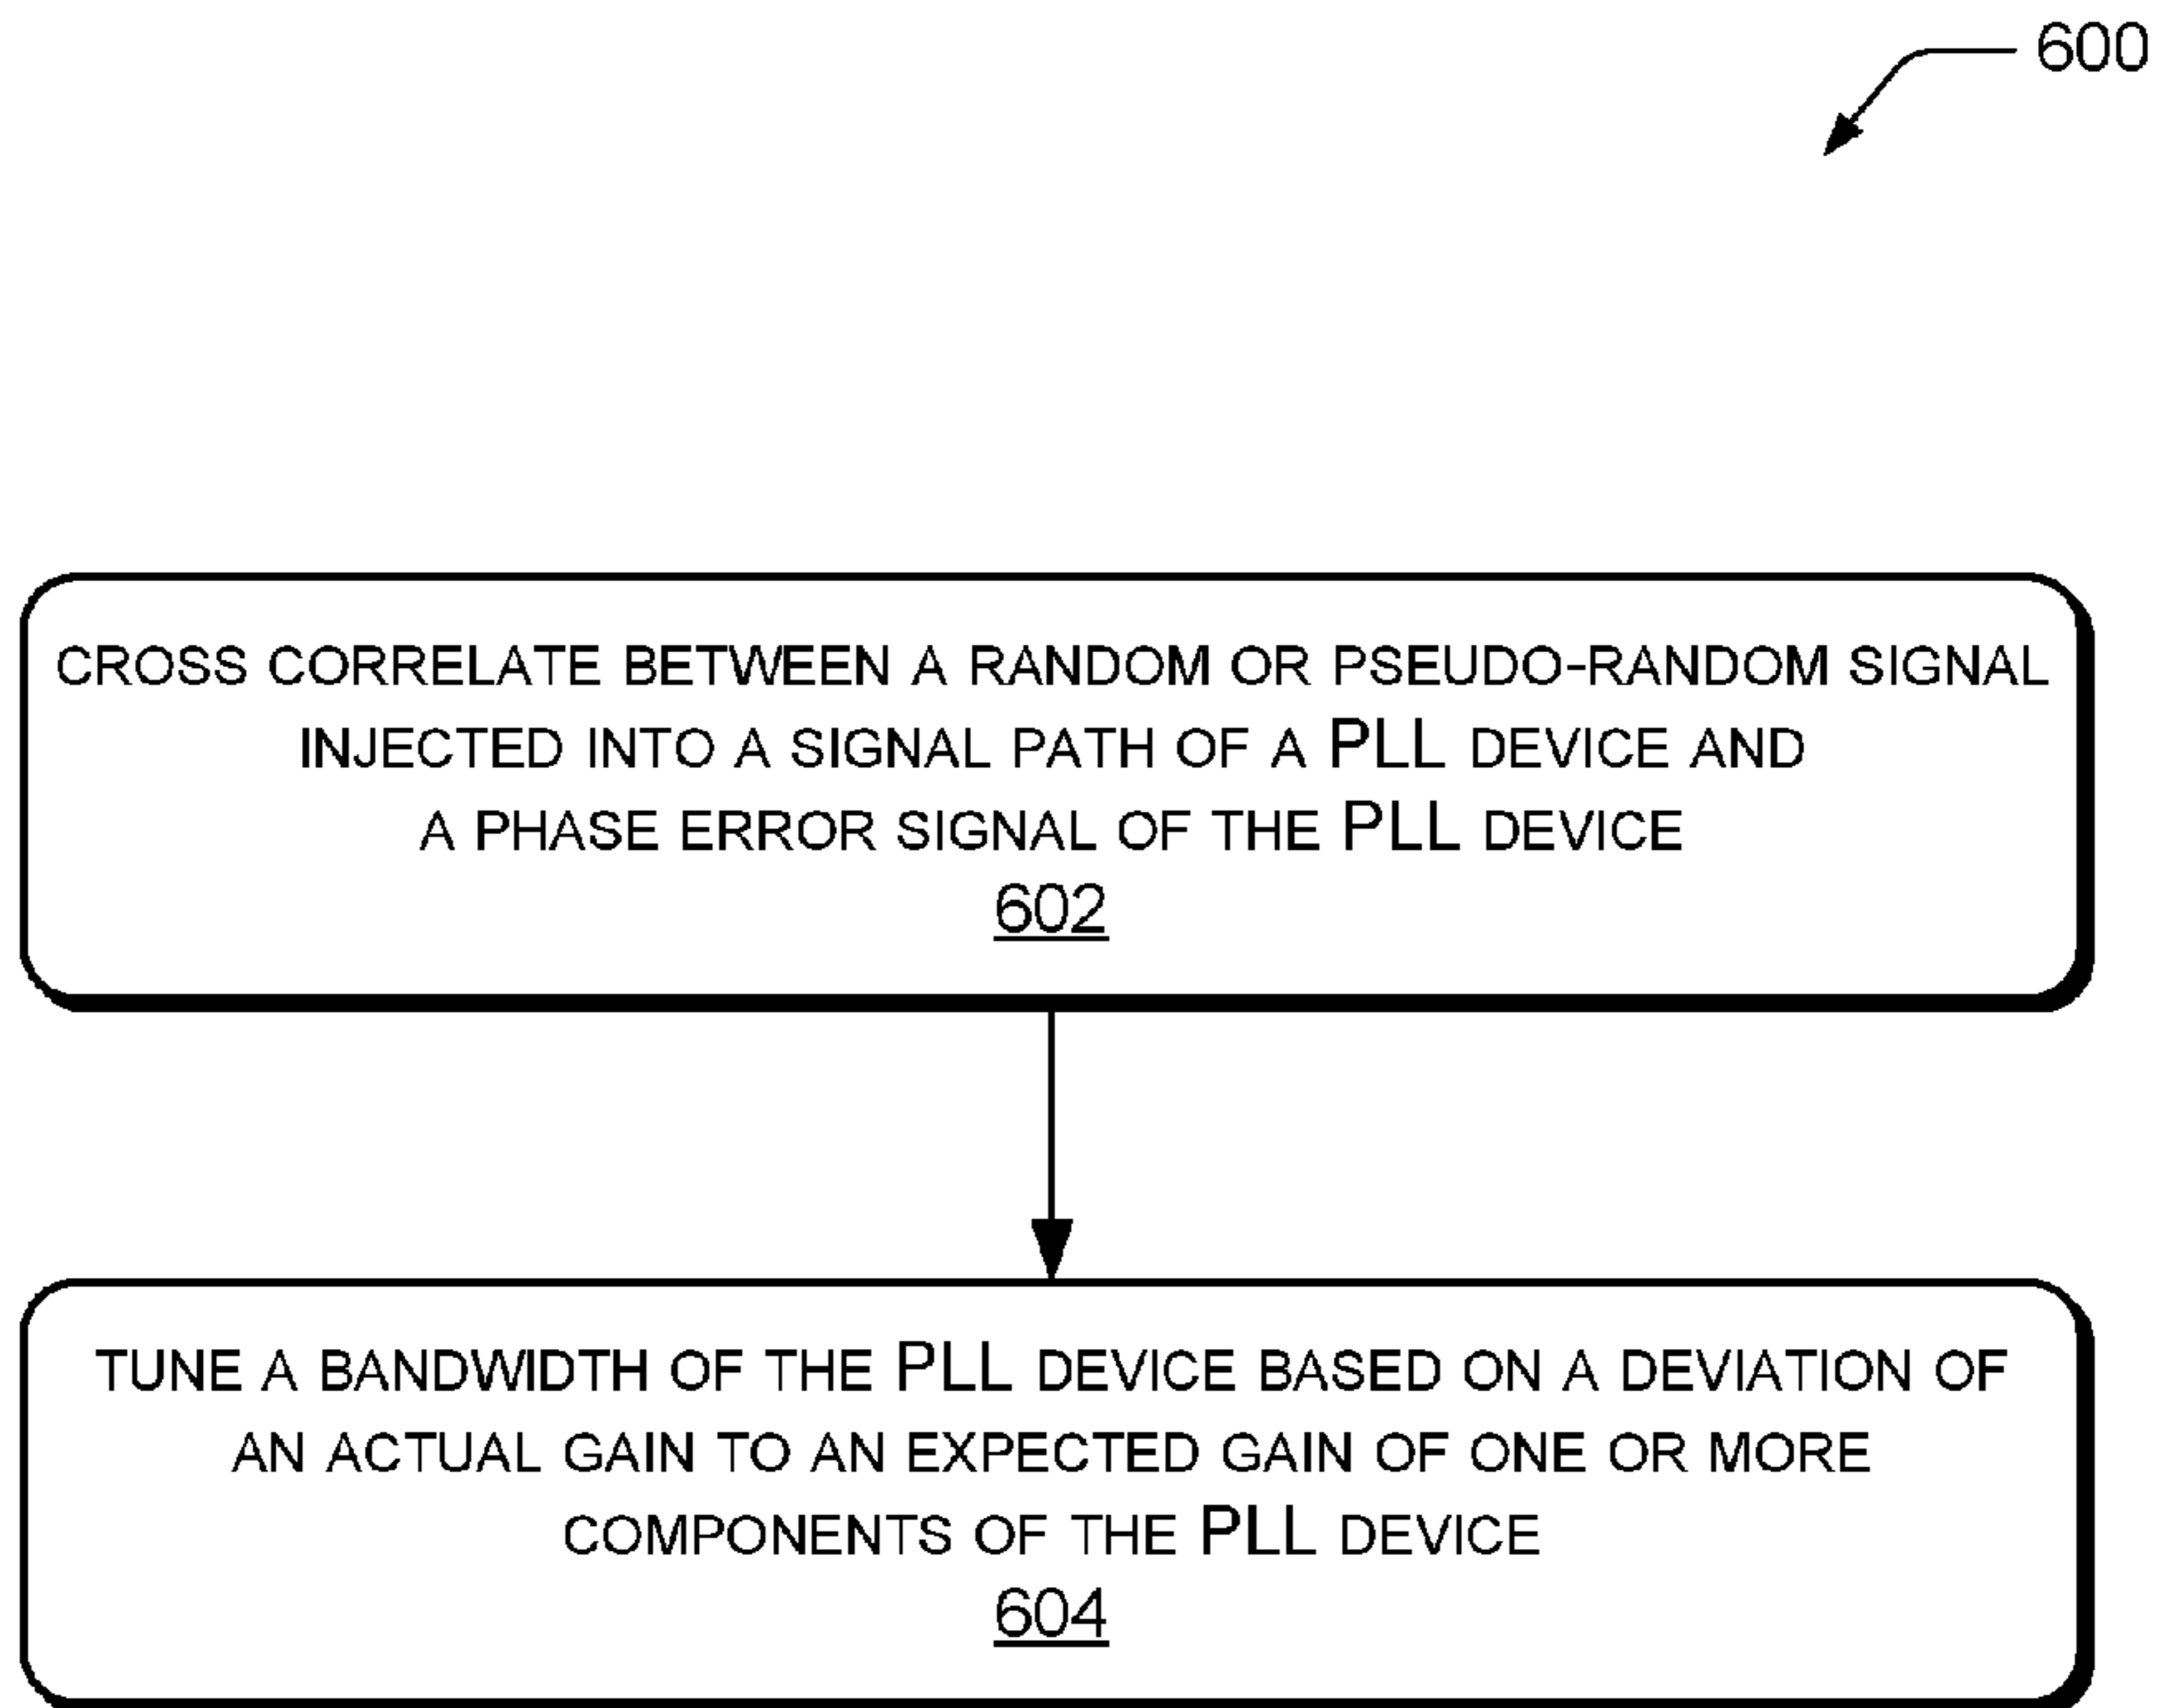 600
CROSS CORRELATE BETWEEN A RANDOM OR PSEUDO-RANDOM SIGNAL
INJECTED INTO A SIGNAL PATH OF A PLL DEVICE AND
A PHASE ERROR SIGNAL OF THE PLL DEVICE
602
TUNE A BANDWIDTH OF THE PLL DEVICE BASED ON A DEVIATION OF
AN ACTUAL GAIN TO AN EXPECTED GAIN OF ONE OR MORE
COMPONENTS OF THE PLL DEVICE
604